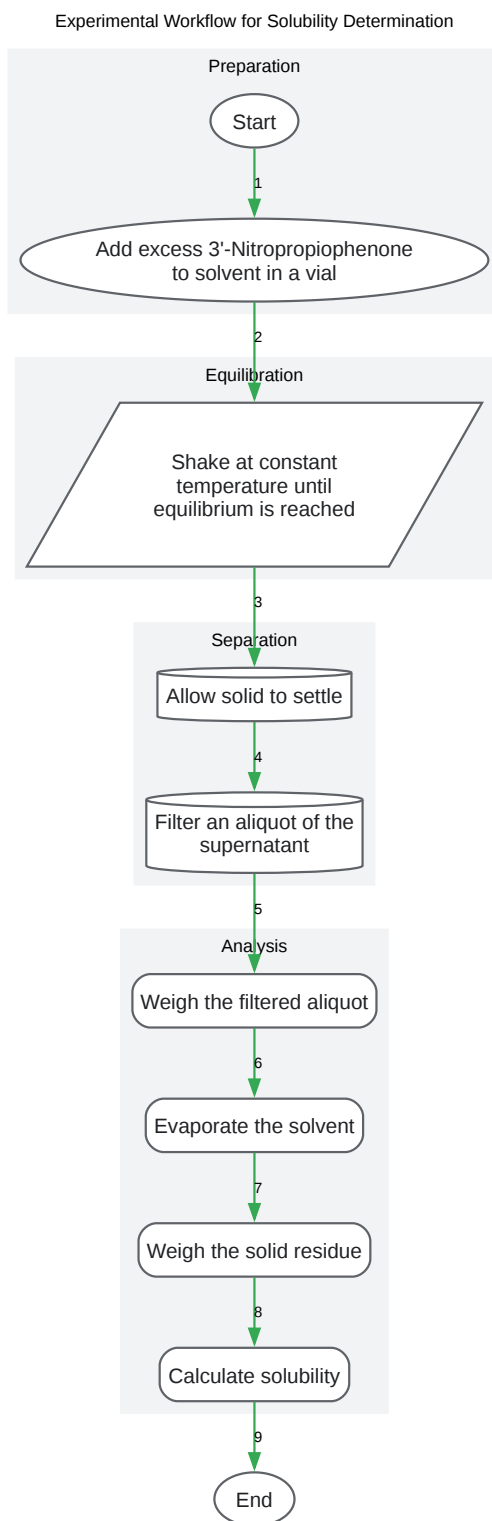 Experimental Workflow for Solubility Determination
Preparation
Start
1
Add excess 3'-Nitropropiophenone
to solvent in a vial
2
Equilibration
Shake at constant
temperature until
equilibrium is reached
3
Separation
Allow solid to settle
4
Filter an aliquot of the
supernatant
5
Analysis
Weigh the filtered aliquot
6
Evaporate the solvent
7
Weigh the solid residue
8
Calculate solubility
9
End